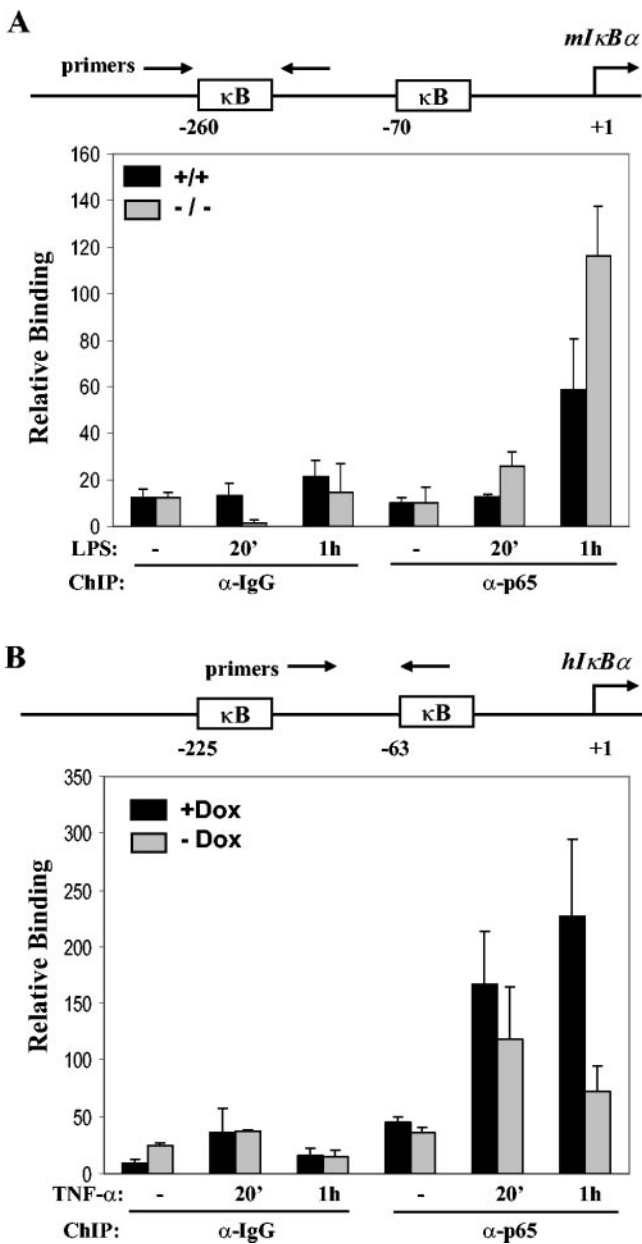 A
mIκBα
primers
κB
κB
-260
-70
+1
160
140
120
100
80
60
40
20
0
Relative Binding
+/+
- / -
LPS: - 20' 1h - 20' 1h
ChIP: α-IgG α-p65
B
hIκBα
primers
κB
κB
-225
-63
+1
350
300
250
200
150
100
50
0
Relative Binding
+Dox
- Dox
TNF-α: - 20' 1h - 20' 1h
ChIP: α-IgG α-p65